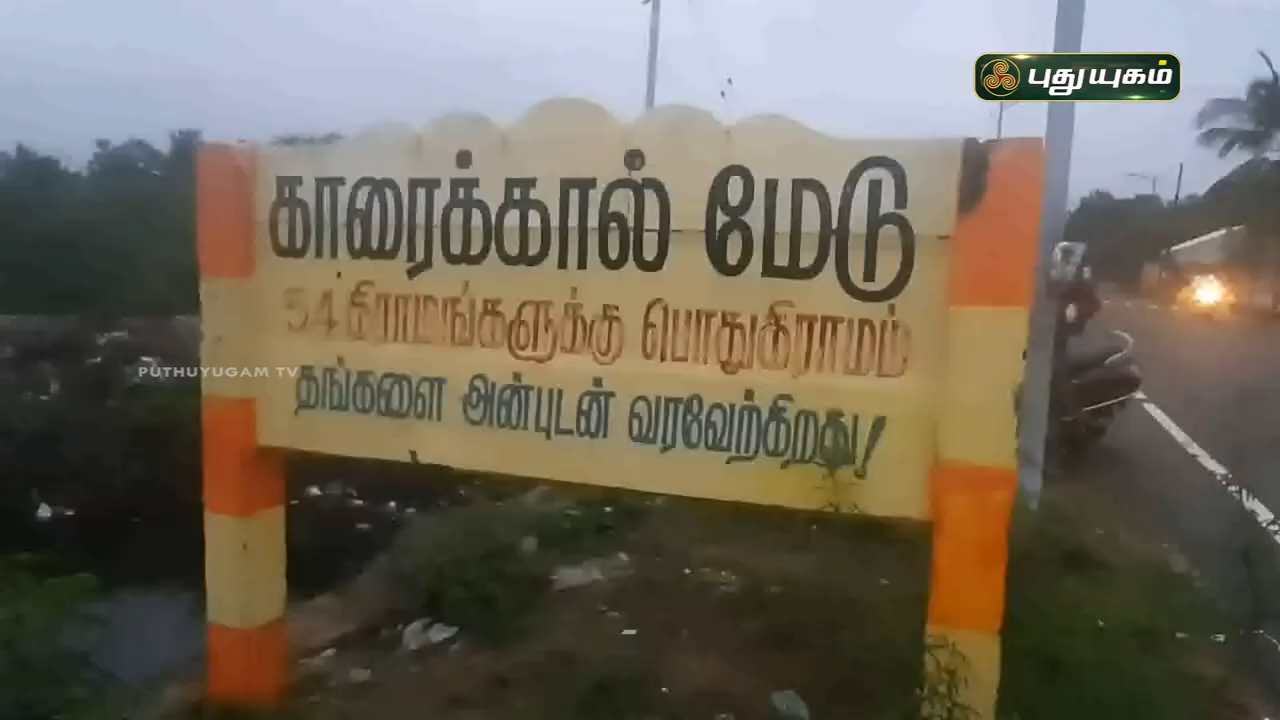 புதுயுகம்
காரைக்கால் மேடு
54 கிராமங்களுக்கு பொதுகிராமம்
தங்களை அன்புடன் வரவேற்கிறது!
PUTHUYUGAM TV